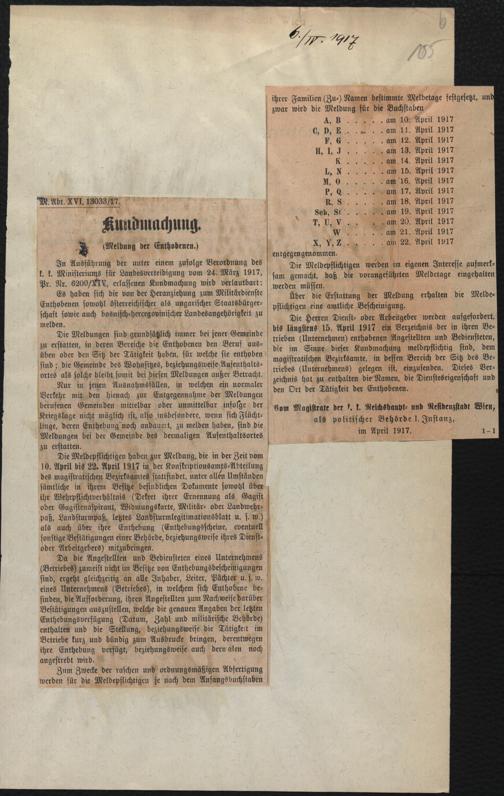 6./IV. 1917
b
155
M. Abt. XVI, 13033/17.
Kundmachung.
(Meldung der Enthobenen.)
In Ausführung der unter einem zufolge Verordnung des
k. k. Ministeriums für Landesverteidigung vom 24. März 1917,
Pr. Nr. 6200/XIV, erlassenen Kundmachung wird verlautbart:
Es haben sich die von der Heranziehung zum Militärdienste
Enthobenen sowohl österreichischer als ungarischer Staatsbürger-
schaft sowie auch bosnisch-herzegovinischer Landesangehörigkeit zu
melden.
Die Meldungen sind grundsätzlich immer bei jener Gemeinde
zu erstatten, in deren Bereiche die Enthobenen den Beruf aus-
üben oder den Sitz der Tätigkeit haben, für welche sie enthoben
sind; die Gemeinde des Wohnsitzes, beziehungsweise Aufenthalts-
ortes als solche bleibt somit bei diesen Meldungen außer Betracht.
Nur in jenen Ausnahmsfällen, in welchen ein normaler
Verkehr mit den hienach zur Entgegennahme der Meldungen
berufenen Gemeinden mittelbar oder unmittelbar infolge der
Kriegslage nicht möglich ist, also insbesondere, wenn sich Flücht-
linge, deren Enthebung noch andauert, zu melden haben, sind die
Meldungen bei der Gemeinde des dermaligen Aufenthaltsortes
zu erstatten.
Die Meldepflichtigen haben zur Meldung, die in der Zeit vom
10. April bis 22. April 1917 in der Konskriptionsamts-Abteilung
des magistratischen Bezirksamtes stattfindet, unter allen Umständen
sämtliche in ihrem Besitze befindlichen Dokumente sowohl über
ihr Wehrpflichtverhältnis (Dekret ihrer Ernennung als Gagist
oder Gagistenaspirant, Widmungskarte, Militär- oder Landwehr-
paß, Landsturmpaß, letztes Landsturmlegitimationsblatt u. s. w.)
als auch über ihre Enthebung (Enthebungsscheine, eventuell
sonstige Bestätigungen einer Behörde, beziehungsweise ihres Dienst-
oder Arbeitgebers) mitzubringen.
Da die Angestellten und Bediensteten eines Unternehmens
(Betriebes) zumeist nicht im Besitze von Enthebungsbescheinigungen
sind, ergeht gleichzeitig an alle Inhaber, Leiter, Pächter u. s. w.
eines Unternehmens (Betriebes), in welchem sich Enthobene be-
finden, die Aufforderung, ihren Angestellten zum Nachweise darüber
Bestätigungen auszustellen, welche die genauen Angaben der letzten
Enthebungsverfügung (Datum, Zahl und militärische Behörde)
enthalten und die Stellung, beziehungsweise die Tätigkeit im
Betriebe kurz und bündig zum Ausdruck bringen, derentwegen
ihre Enthebung verfügt, beziehungsweise auch derzalen noch
angestrebt wird.
Zum Zwecke der raschen und ordnungsmäßigen Abfertigung
werden für die Meldepflichtigen je nach dem Anfangsbuchstaben
ihrer Familien (Zu-) Namen bestimmte Meldetage festgesetzt, und
zwar wird die Meldung für die Buchstaben
A, B . . . . . am 10. April 1917
C, D, E . . . . . am 11. April 1917
F, G . . . . . am 12. April 1917
H, I, J . . . . . am 13. April 1917
K . . . . . am 14. April 1917
L, N . . . . . am 15. April 1917
M, O . . . . . am 16. April 1917
P, Q . . . . . am 17. April 1917
R, S . . . . . am 18. April 1917
Sch, St . . . . . am 19. April 1917
T, U, V . . . . . am 20. April 1917
W . . . . . am 21. April 1917
X, Y, Z . . . . . am 22. April 1917
entgegengenommen.
Die Meldepflichtigen werden im eigenen Interesse aufmerk-
sam gemacht, daß die vorangeführten Meldetage eingehalten
werden müssen.
Über die Erstattung der Meldung erhalten die Melde-
pflichtigen eine amtliche Bescheinigung.
Die Herren Dienst- oder Arbeitgeber werden aufgefordert,
bis längstens 15. April 1917 ein Verzeichnis der in ihren Be-
trieben (Unternehmen) enthobenen Angestellten und Bediensteten,
die im Sinne dieser Kundmachung meldepflichtig sind, dem
magistratischen Bezirksamte, in dessen Bereich der Sitz des Be-
triebes (Unternehmens) gelegen ist, einzusenden. Dieses Ver-
zeichnis hat zu enthalten die Namen, die Diensteseigenschaft und
den Ort der Tätigkeit der Enthobenen.
Vom Magistrate der k. k. Reichshaupt- und Residenzstadt Wien,
als politischer Behörde I. Instanz,
im April 1917.
1–1